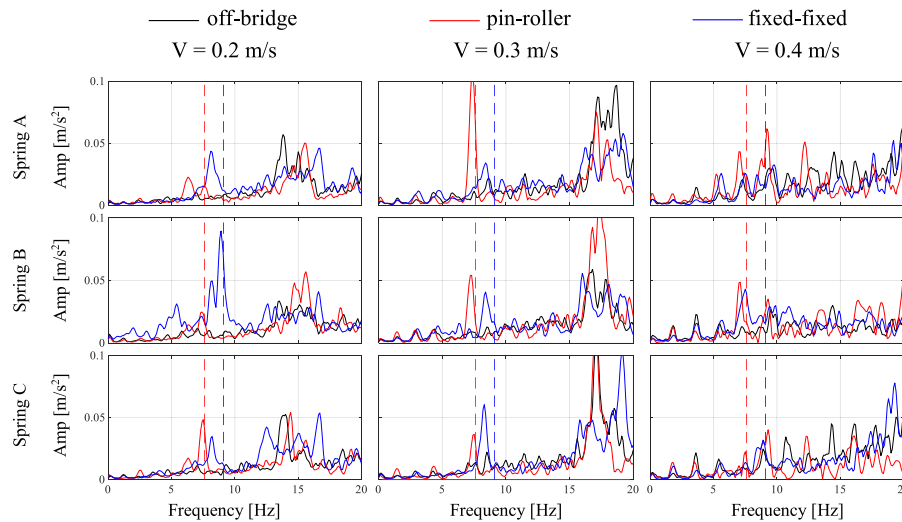 off-bridge pin-roller fixed-fixed
V = 0.2 m/s V = 0.3 m/s V = 0.4 m/s
Spring A
Amp [m/s²]
0.1
0.05
0
Spring B
Amp [m/s²]
0.1
0.05
0
Spring C
Amp [m/s²]
0.1
0.05
0
0 5 10 15 20 0 5 10 15 20 0 5 10 15 20
Frequency [Hz] Frequency [Hz] Frequency [Hz]